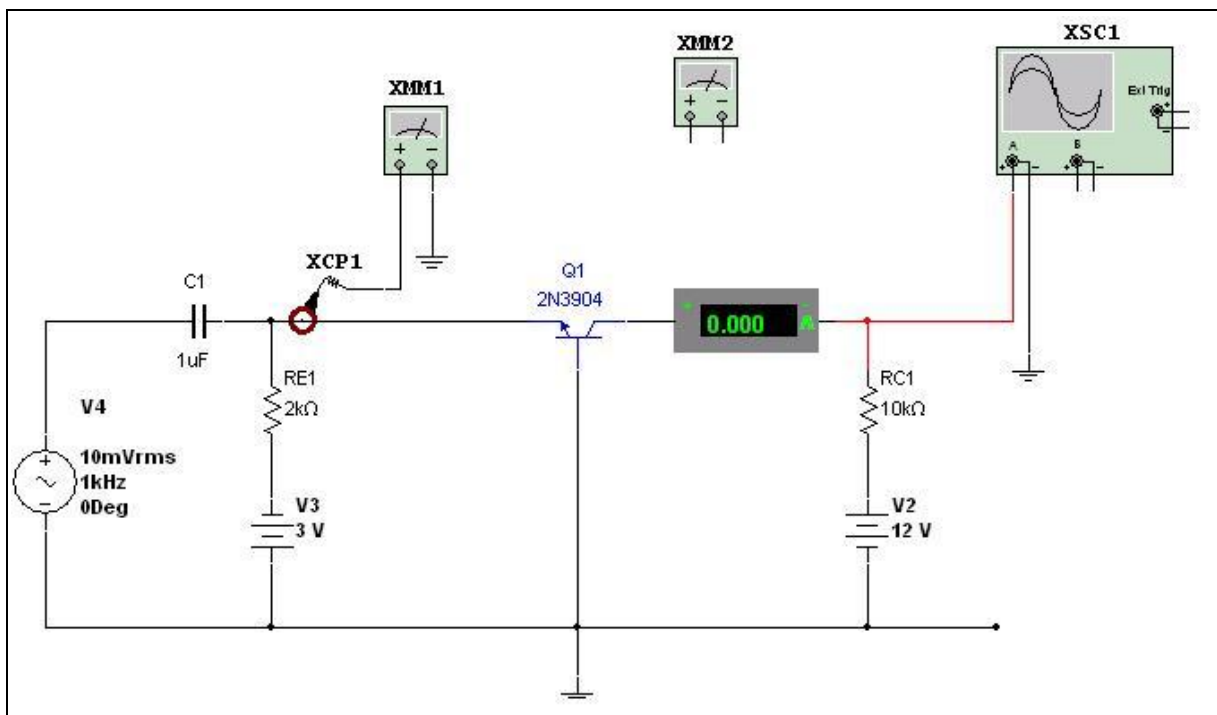 XSC1
XMM2
XMM1
Ext Trig
+
−
+ −
+ −
A B
+ − + −
XCP1
C1
Q1
2N3904
+ −
0.000 A
1uF
RE1
2kΩ
RC1
10kΩ
V4
+
10mVrms
1kHz
0Deg
−
V3
3 V
V2
12 V